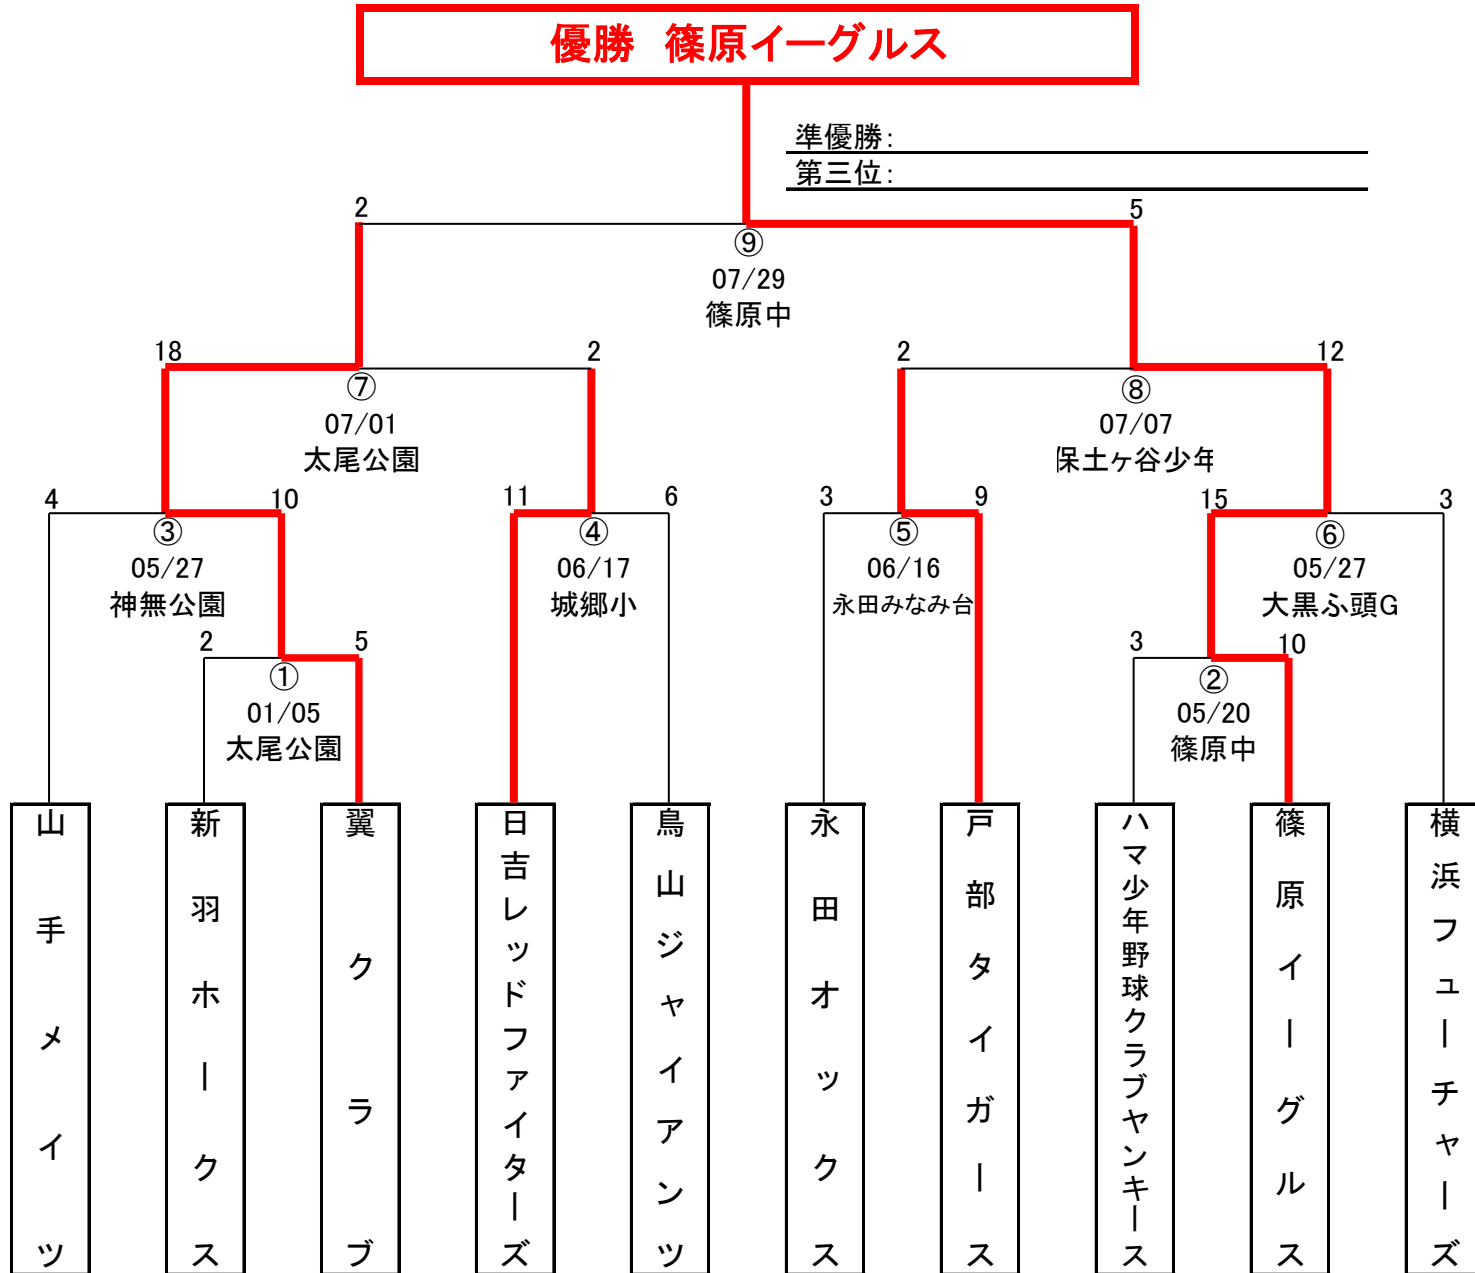 優勝 篠原イーグルス
準優勝:
第三位:
2
5
⑨
07/29
篠原中
18
2
2
12
⑦
07/01
太尾公園
⑧
07/07
保土ヶ谷少年
4
10
11
6
3
9
15
3
③
05/27
神無公園
④
06/17
城郷小
⑤
06/16
永田みなみ台
⑥
05/27
大黒ふ頭G
2
5
3
10
①
01/05
太尾公園
②
05/20
篠原中
山手メイツ
新羽ホークス
翼クラブ
日吉レッドファイターズ
鳥山ジャイアンツ
永田オックス
戸部タイガース
ハマ少年野球クラブヤンキース
篠原イーグルス
横浜フューチャーズ